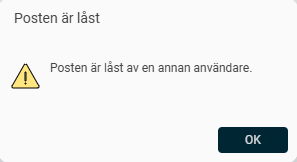 Posten är låst
Posten är låst av en annan användare.
OK